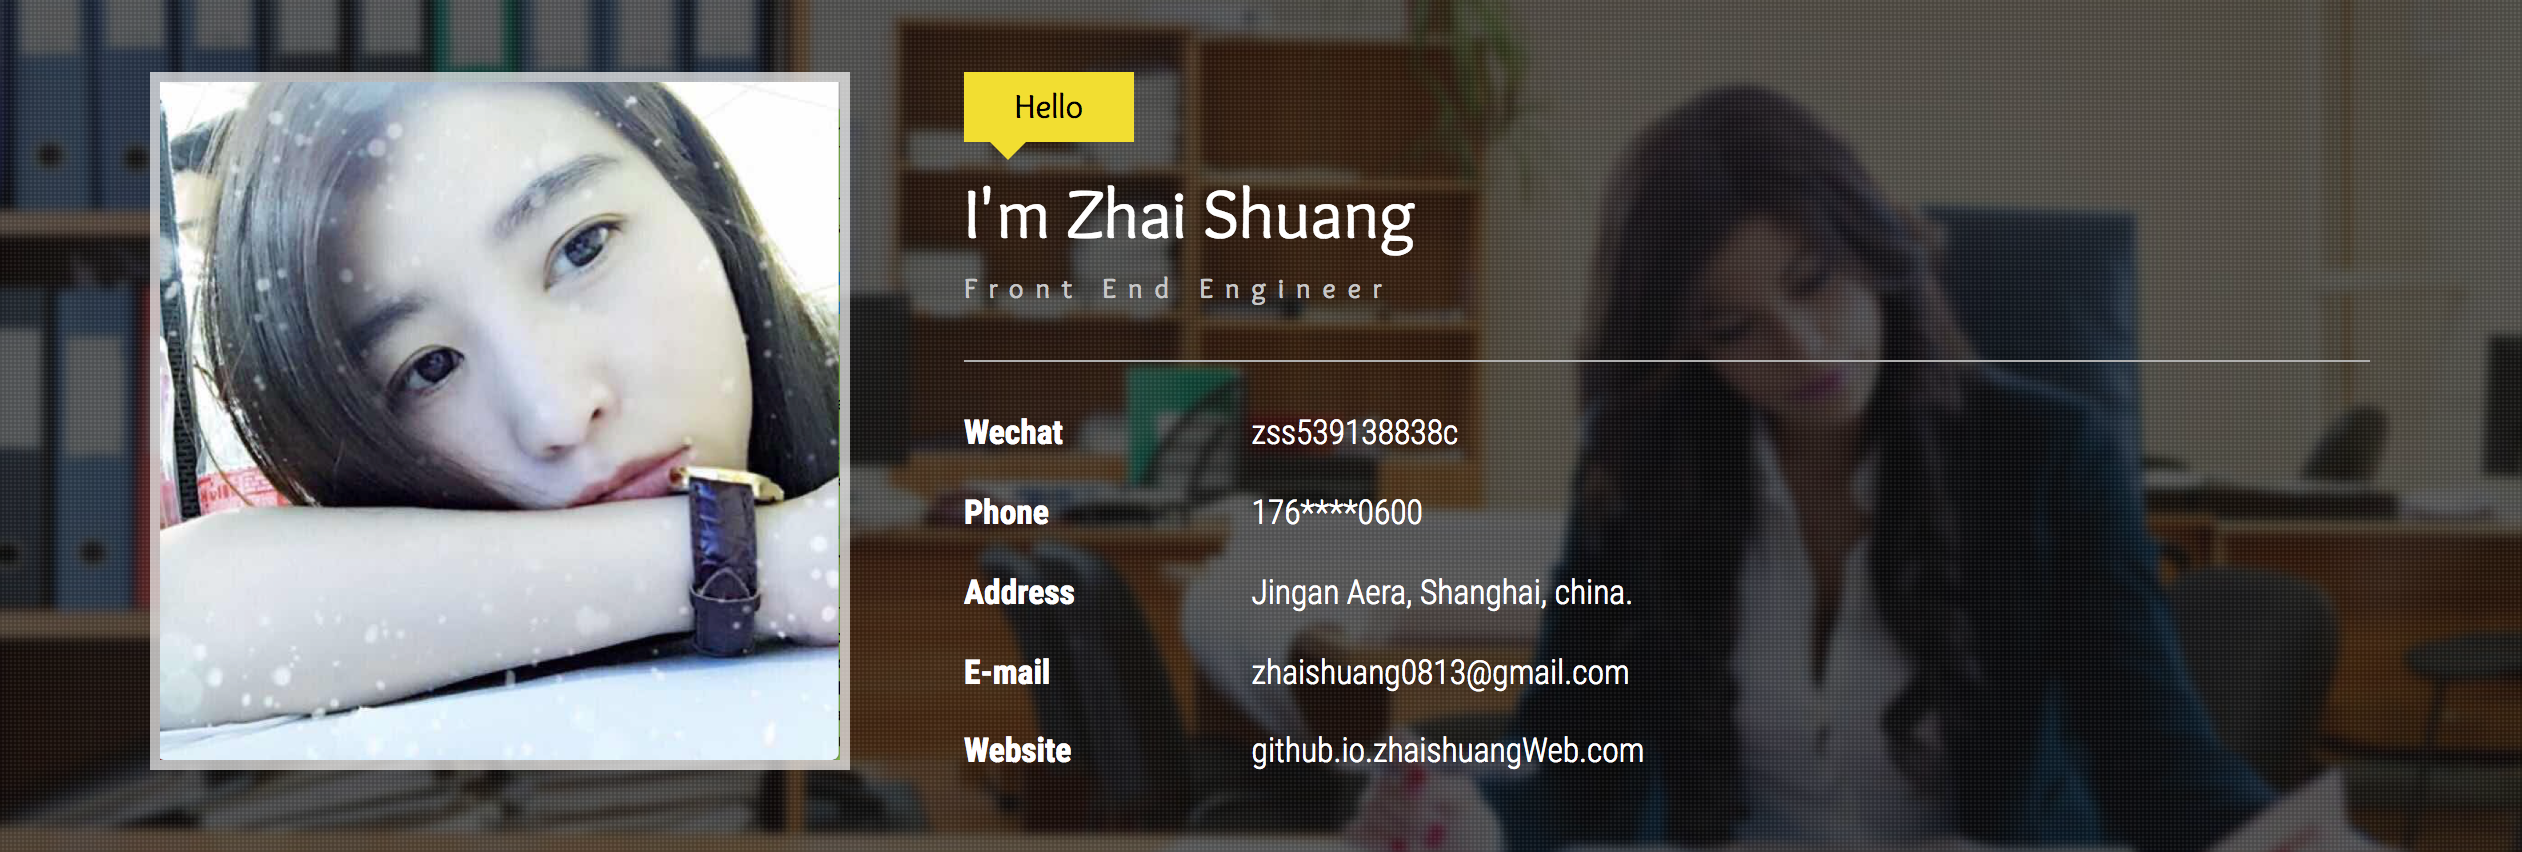 Hello
I'm Zhai Shuang
Front End Engineer
Wechat zss539138838c
Phone 176****0600
Address Jingan Aera, Shanghai, china.
E-mail zhaishuang0813@gmail.com
Website github.io.zhaishuangWeb.com